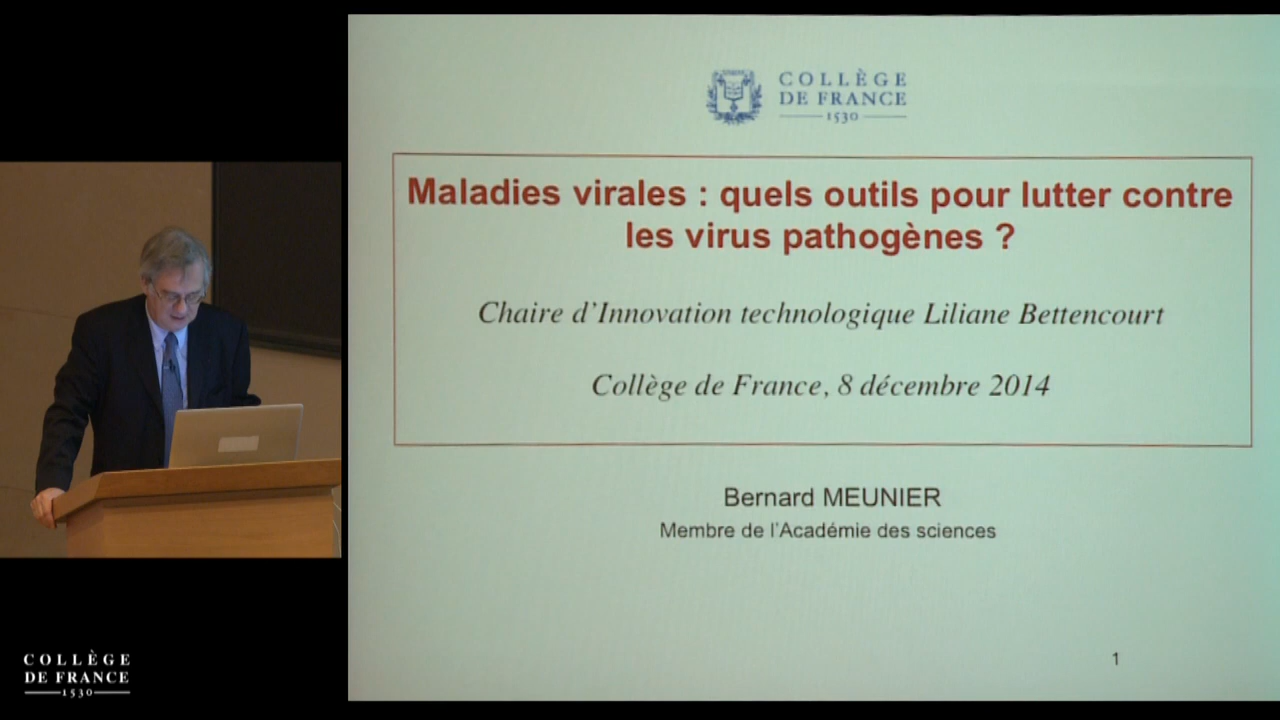 COLLÈGE
DE FRANCE
1530
Maladies virales : quels outils pour lutter contre
les virus pathogènes ?
Chaire d'Innovation technologique Liliane Bettencourt
Collège de France, 8 décembre 2014
Bernard MEUNIER
Membre de l'Académie des sciences
1
COLLÈGE
DE FRANCE
1530